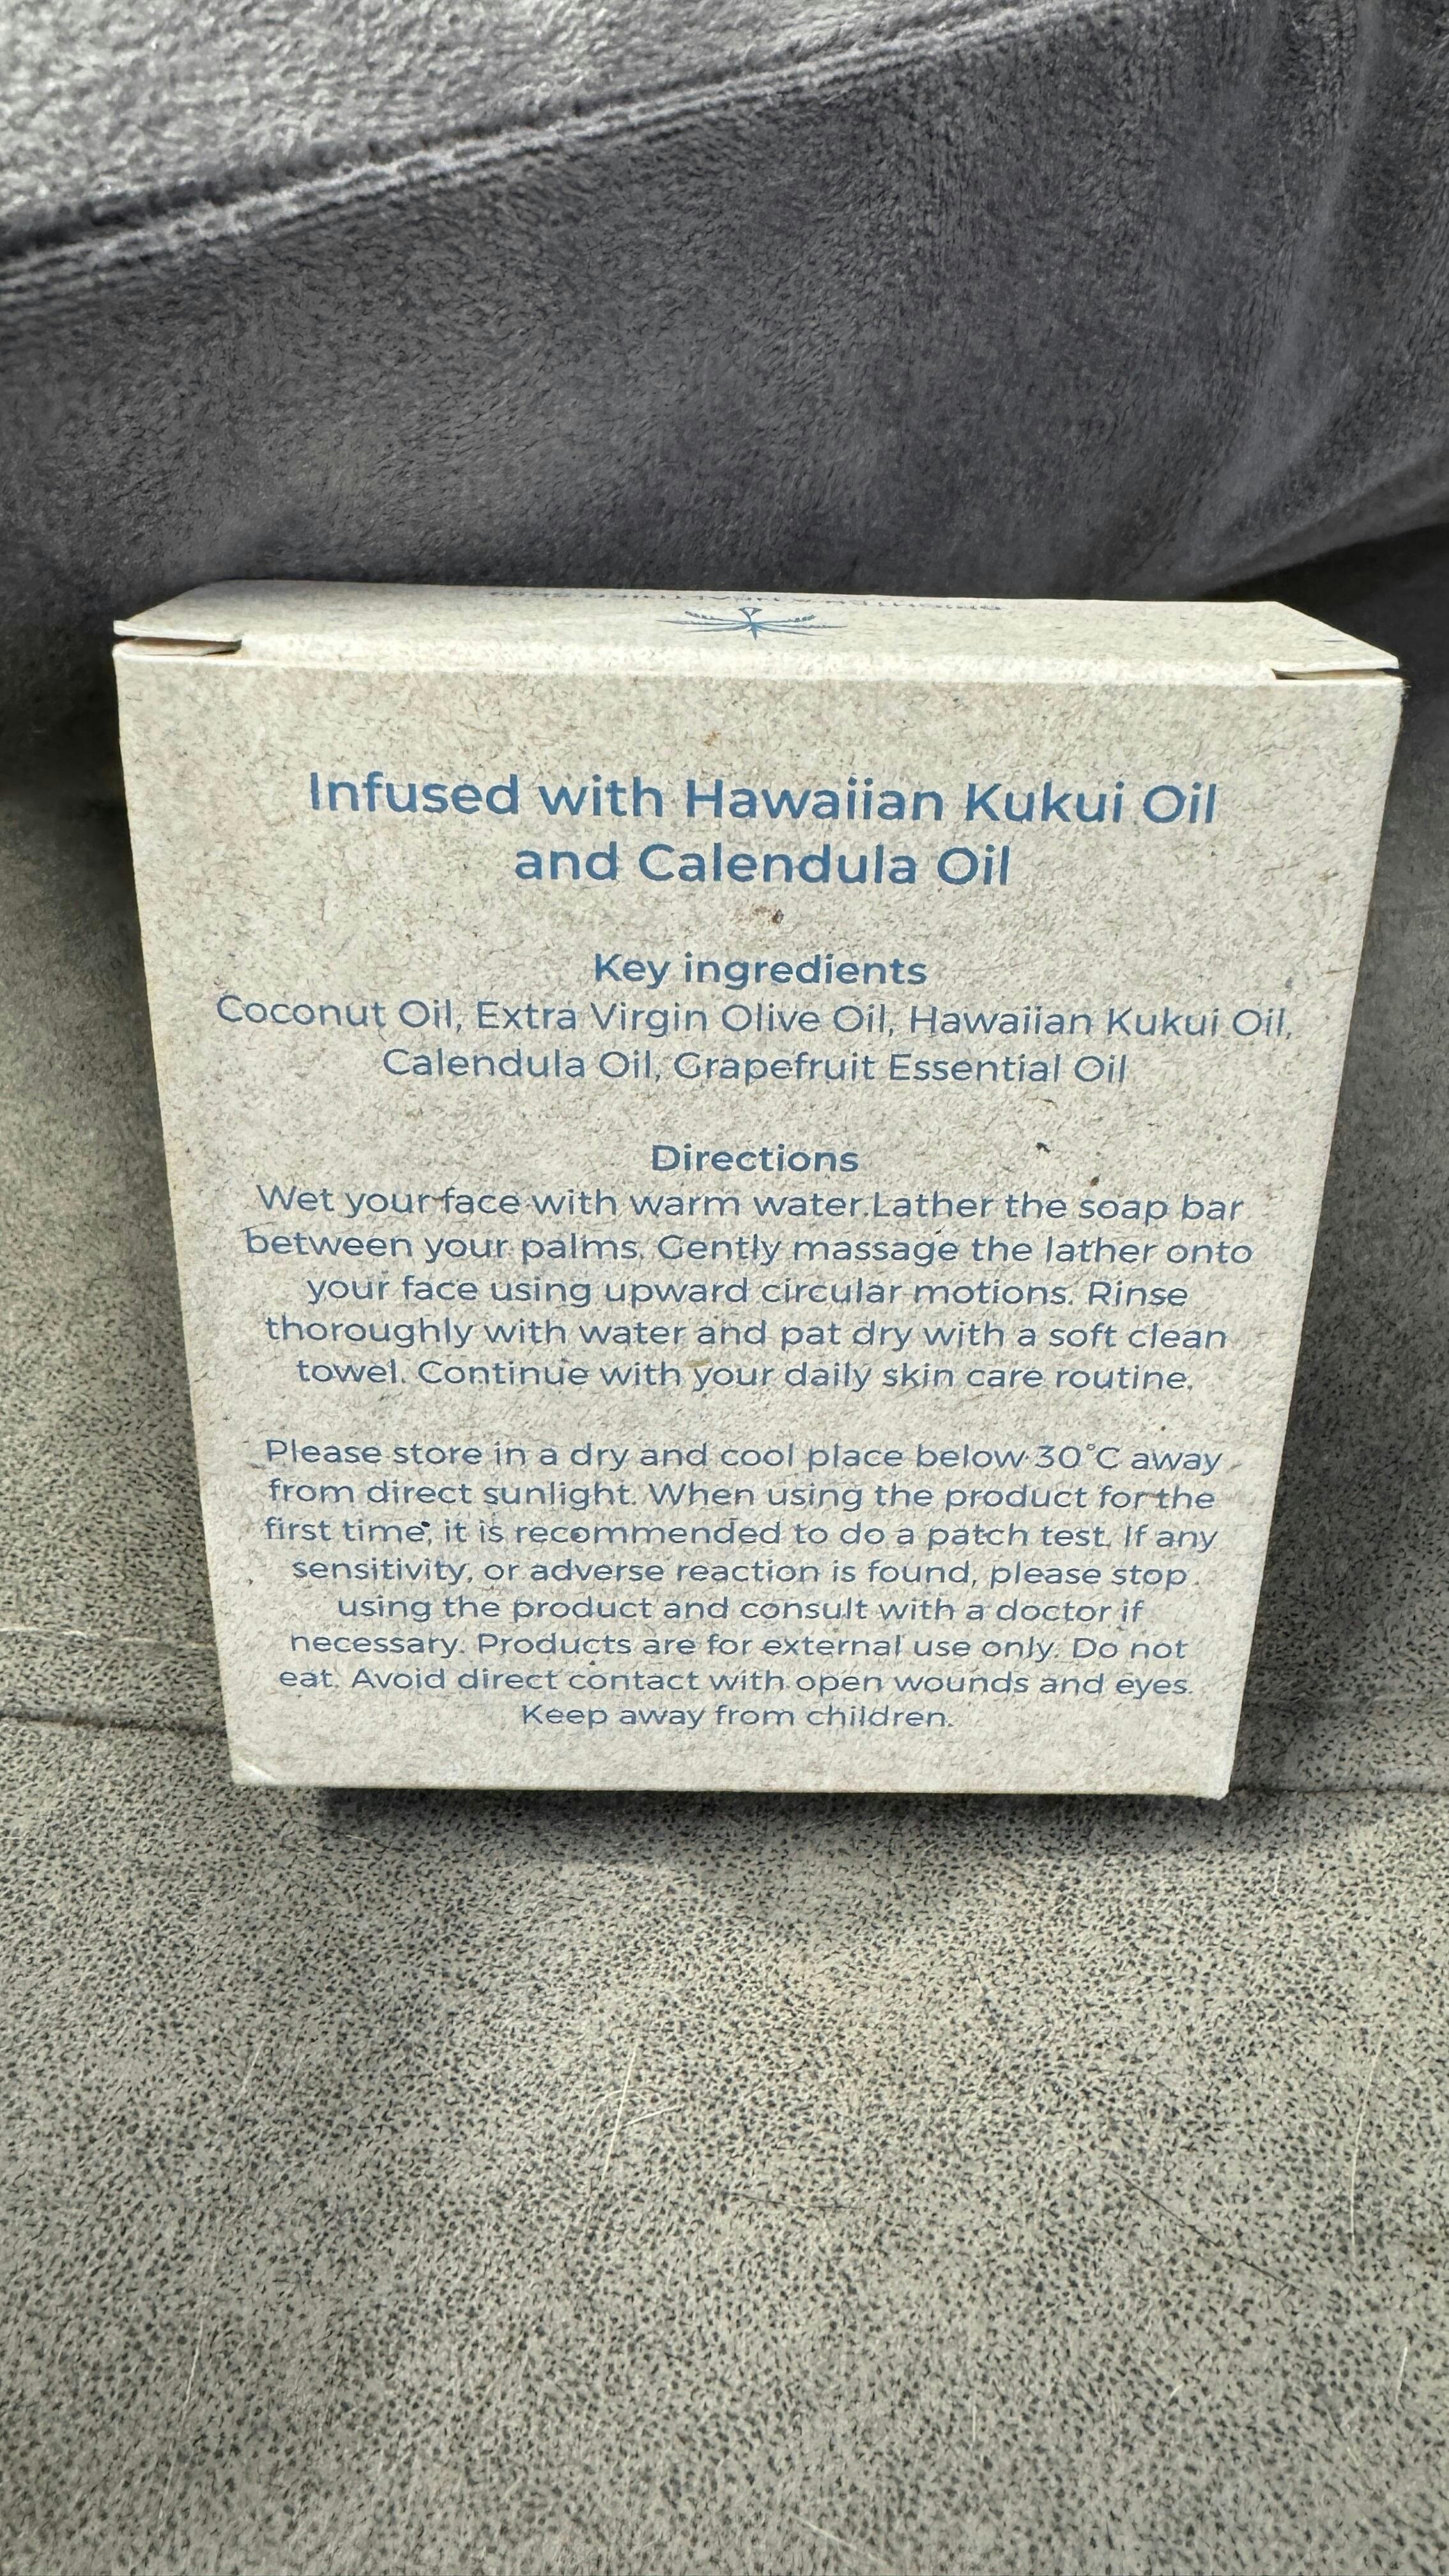 Infused with Hawaiian Kukui Oil
and Calendula Oil
Key ingredients
Coconut Oil, Extra Virgin Olive Oil, Hawaiian Kukui Oil,
Calendula Oil, Grapefruit Essential Oil
Directions
Wet your face with warm water.Lather the soap bar
between your palms. Gently massage the lather onto
your face using upward circular motions. Rinse
thoroughly with water and pat dry with a soft clean
towel. Continue with your daily skin care routine.
Please store in a dry and cool place below 30°C away
from direct sunlight. When using the product for the
first time, it is recommended to do a patch test. If any
sensitivity, or adverse reaction is found, please stop
using the product and consult with a doctor if
necessary. Products are for external use only. Do not
eat. Avoid direct contact with open wounds and eyes.
Keep away from children.